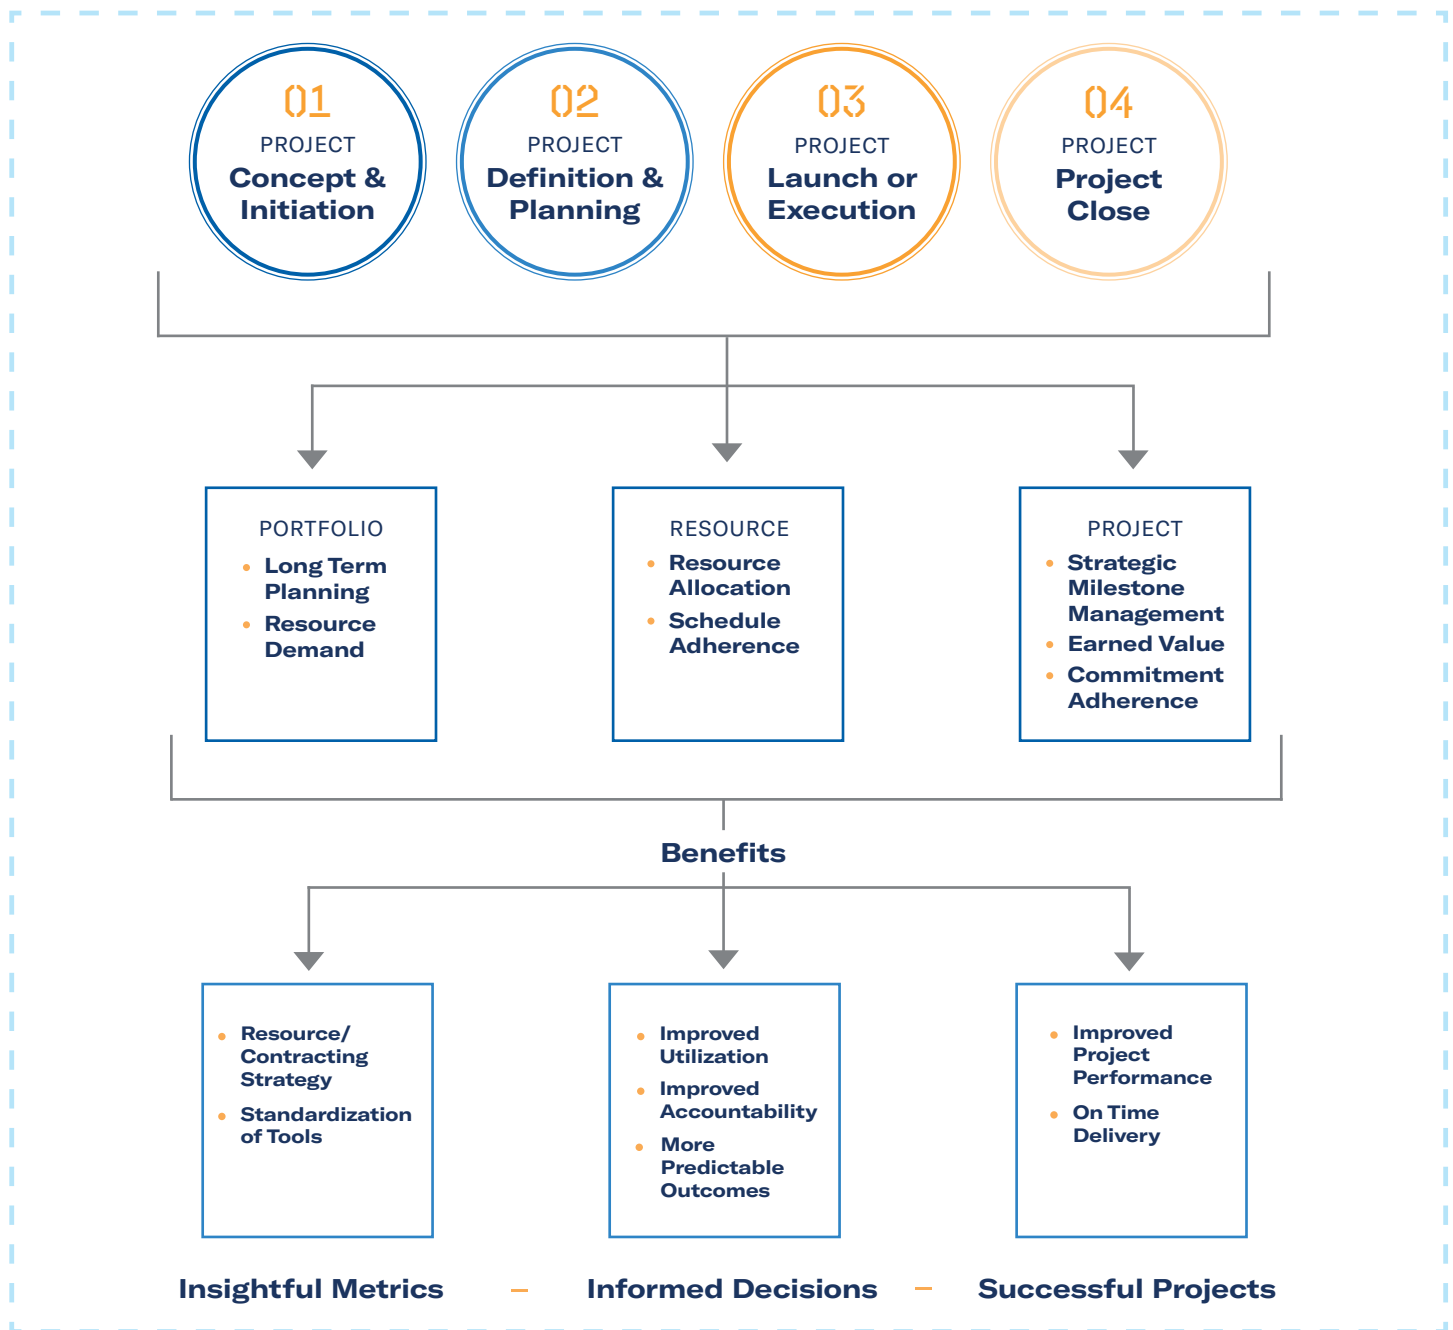 01
PROJECT
Concept &
Initiation
02
PROJECT
Definition &
Planning
03
PROJECT
Launch or
Execution
04
PROJECT
Project
Close
PORTFOLIO
• Long Term
Planning
• Resource
Demand
RESOURCE
• Resource
Allocation
• Schedule
Adherence
PROJECT
• Strategic
Milestone
Management
• Earned Value
• Commitment
Adherence
Benefits
• Resource/
Contracting
Strategy
• Standardization
of Tools
• Improved
Utilization
• Improved
Accountability
• More
Predictable
Outcomes
• Improved
Project
Performance
• On Time
Delivery
Insightful Metrics – Informed Decisions – Successful Projects